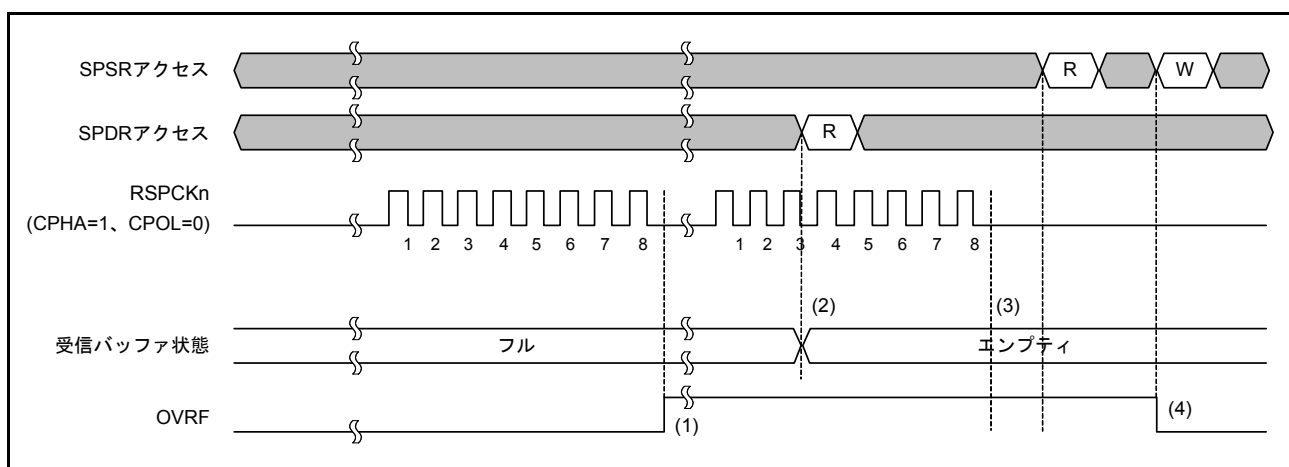 SPSRアクセス
R
W
SPDRアクセス
R
RSPCKn
(CPHA=1、CPOL=0)
1 2 3 4 5 6 7 8
1 2 3 4 5 6 7 8
(2)
(3)
受信バッファ状態
フル
エンプティ
OVRF
(1)
(4)